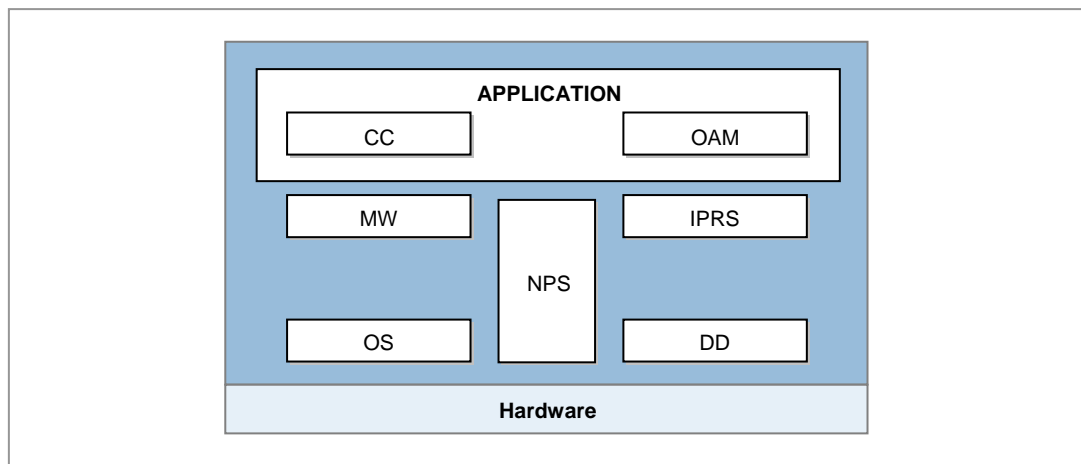 APPLICATION
CC
OAM
MW
IPRS
NPS
OS
DD
Hardware